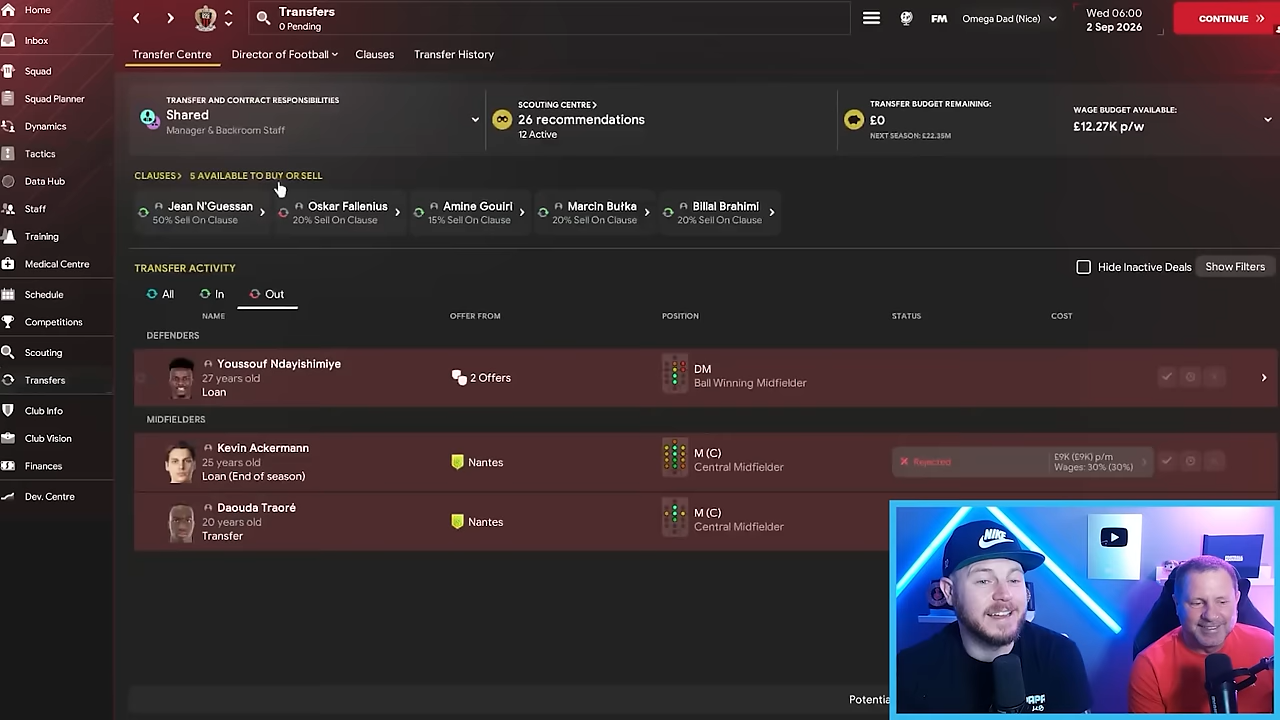 Home
Inbox
Squad
Squad Planner
Dynamics
Tactics
Data Hub
Staff
Training
Medical Centre
Schedule
Competitions
Scouting
Transfers
Club Info
Club Vision
Finances
Dev. Centre
Transfers
0 Pending
FM
Omega Dad (Nice)
Wed 06:00
2 Sep 2026
CONTINUE
Transfer Centre
Director of Football
Clauses
Transfer History
TRANSFER AND CONTRACT RESPONSIBILITIES
Shared
Manager & Backroom Staff
SCOUTING CENTRE >
26 recommendations
12 Active
TRANSFER BUDGET REMAINING:
£0
NEXT SEASON: £22.35M
WAGE BUDGET AVAILABLE:
£12.27K p/w
CLAUSES > 5 AVAILABLE TO BUY OR SELL
Jean N'Guessan
50% Sell On Clause
Oskar Fallenius
20% Sell On Clause
Amine Gouiri
15% Sell On Clause
Marcin Bułka
20% Sell On Clause
Billal Brahimi
20% Sell On Clause
TRANSFER ACTIVITY
Hide Inactive Deals
Show Filters
All
In
Out
NAME
OFFER FROM
POSITION
STATUS
COST
DEFENDERS
Youssouf Ndayishimiye
27 years old
Loan
2 Offers
DM
Ball Winning Midfielder
MIDFIELDERS
Kevin Ackermann
25 years old
Loan (End of season)
Nantes
M (C)
Central Midfielder
Rejected
£9K (£9K) p/m
Wages: 30% (30%)
Daouda Traoré
20 years old
Transfer
Nantes
M (C)
Central Midfielder
Potentia
NIKE